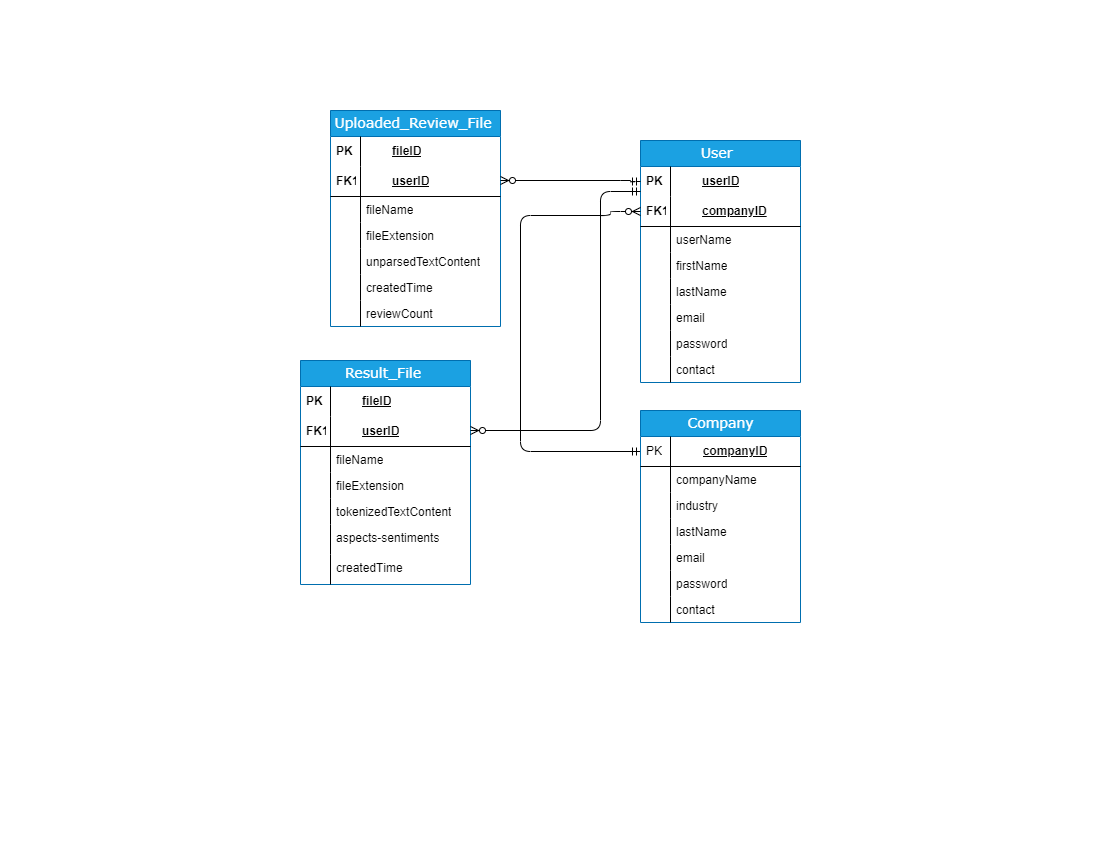 Uploaded_Review_File
PK fileID
FK1 userID
fileName
fileExtension
unparsedTextContent
createdTime
reviewCount
User
PK userID
FK1 companyID
userName
firstName
lastName
email
password
contact
Result_File
PK fileID
FK1 userID
fileName
fileExtension
tokenizedTextContent
aspects-sentiments
createdTime
Company
PK companyID
companyName
industry
lastName
email
password
contact